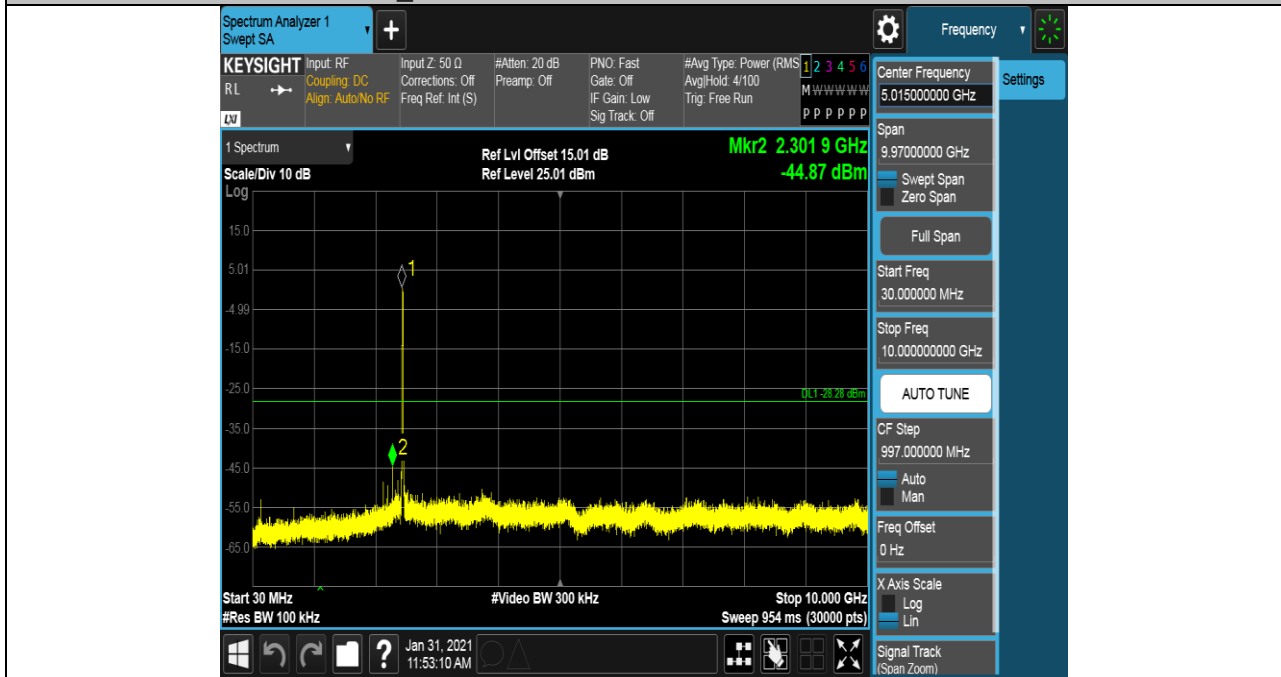 Spectrum Analyzer 1
Swept SA
+
Frequency
KEYSIGHT
RL
LXI
Input: RF
Coupling: DC
Align: Auto/No RF
Input Z: 50 Ω
Corrections: Off
Freq Ref: Int (S)
#Atten: 20 dB
Preamp: Off
PNO: Fast
Gate: Off
IF Gain: Low
Sig Track: Off
#Avg Type: Power (RMS
Avg|Hold: 4/100
Trig: Free Run
1 2 3 4 5 6
M W W W W W
P P P P P P
1 Spectrum
Scale/Div 10 dB
Ref Lvl Offset 15.01 dB
Ref Level 25.01 dBm
Mkr2 2.301 9 GHz
-44.87 dBm
Log
15.0
5.01
-4.99
-15.0
-25.0
-35.0
-45.0
-55.0
-65.0
1
2
DL1 -28.28 dBm
Start 30 MHz
#Res BW 100 kHz
#Video BW 300 kHz
Stop 10.000 GHz
Sweep 954 ms (30000 pts)
?
Jan 31, 2021
11:53:10 AM
Center Frequency
5.015000000 GHz
Span
9.97000000 GHz
Swept Span
Zero Span
Full Span
Start Freq
30.000000 MHz
Stop Freq
10.000000000 GHz
AUTO TUNE
CF Step
997.000000 MHz
Auto
Man
Freq Offset
0 Hz
X Axis Scale
Log
Lin
Signal Track
(Span Zoom)
Settings